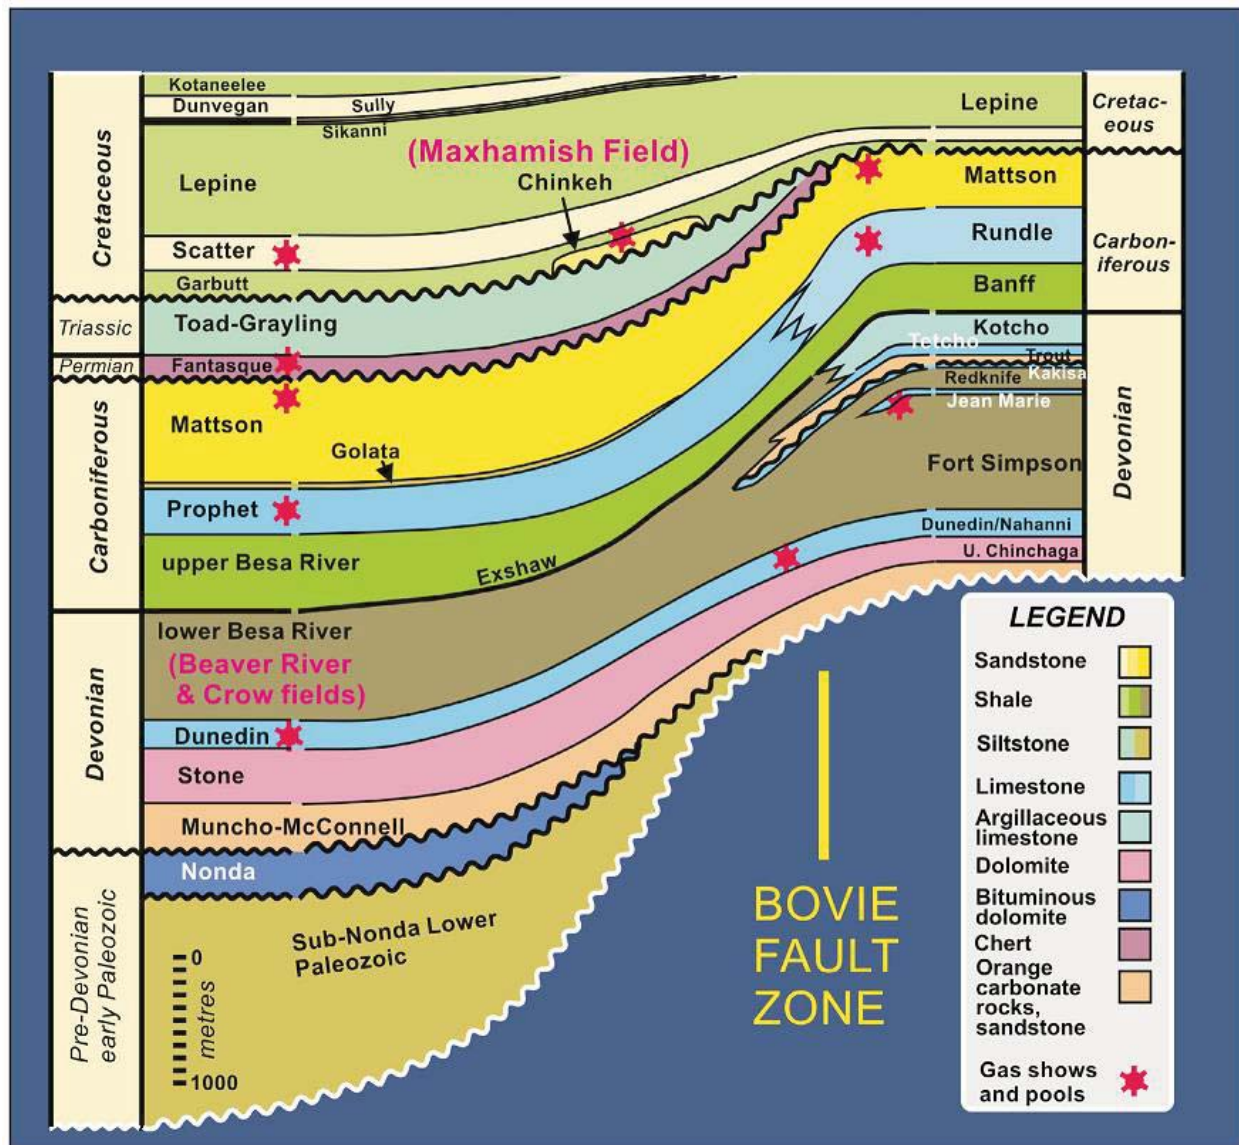 Cretaceous
Triassic
Permian
Carboniferous
Devonian
Pre-Devonian
early Paleozoic
Kotaneelee
Dunvegan
Sully
Sikanni
Lepine
(Maxhamish Field)
Chinkeh
Scatter
Garbutt
Toad-Grayling
Fantasque
Mattson
Golata
Prophet
upper Besa River
Exshaw
lower Besa River
(Beaver River
& Crow fields)
Dunedin
Stone
Muncho-McConnell
Nonda
Sub-Nonda Lower
Paleozoic
0
metres
1000
Lepine
Mattson
Rundle
Banff
Kotcho
Tetcho
Trout
Kakisa
Redknife
Jean Marie
Fort Simpson
Dunedin/Nahanni
U. Chinchaga
Cretac-
eous
Carbon-
iferous
Devonian
BOVIE
FAULT
ZONE
LEGEND
Sandstone
Shale
Siltstone
Limestone
Argillaceous
limestone
Dolomite
Bituminous
dolomite
Chert
Orange
carbonate
rocks,
sandstone
Gas shows
and pools